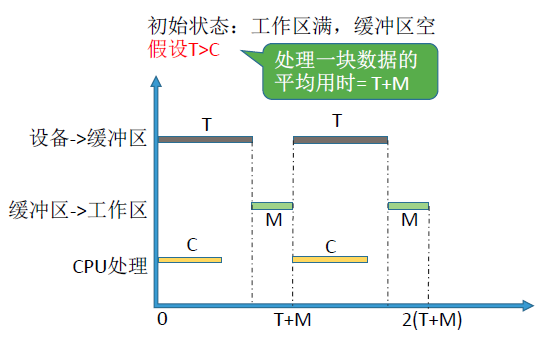 初始状态：工作区满，缓冲区空
假设T>C
处理一块数据的
平均用时= T+M
T
T
设备->缓冲区
缓冲区->工作区
M
M
C
C
CPU处理
0
T+M
2(T+M)